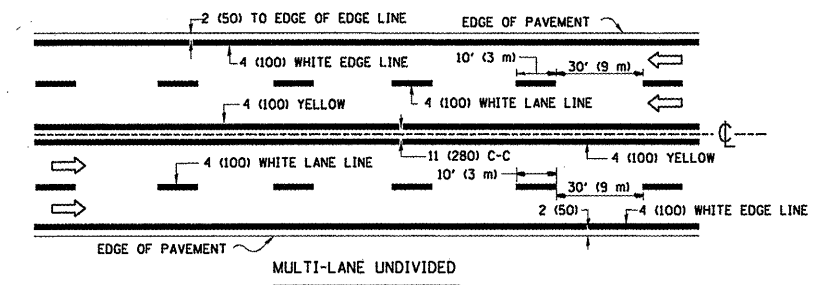 2 (50) TO EDGE OF EDGE LINE
EDGE OF PAVEMENT
4 (100) WHITE EDGE LINE
10' (3 m)
30' (9 m)
4 (100) YELLOW
4 (100) WHITE LANE LINE
℄
4 (100) WHITE LANE LINE
11 (280) C-C
4 (100) YELLOW
10' (3 m)
30' (9 m)
2 (50)
4 (100) WHITE EDGE LINE
EDGE OF PAVEMENT
MULTI-LANE UNDIVIDED